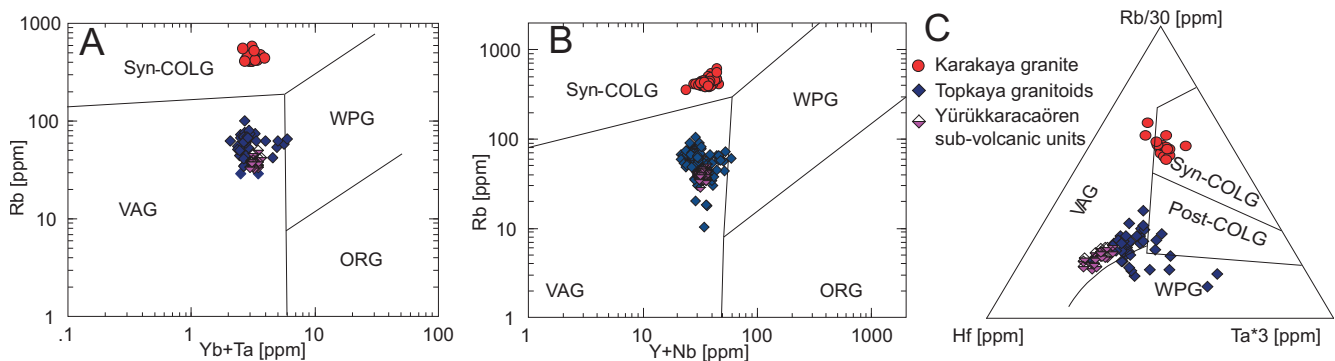 A
1000
100
10
1
Rb [ppm]
.1
1
10
100
Yb+Ta [ppm]
Syn-COLG
WPG
VAG
ORG
B
1000
100
10
1
Rb [ppm]
1
10
100
1000
Y+Nb [ppm]
Syn-COLG
WPG
VAG
ORG
C
Rb/30 [ppm]
Karakaya granite
Topkaya granitoids
Yürükkaracaören
sub-volcanic units
VAG
Syn-COLG
Post-COLG
WPG
Hf [ppm]
Ta*3 [ppm]